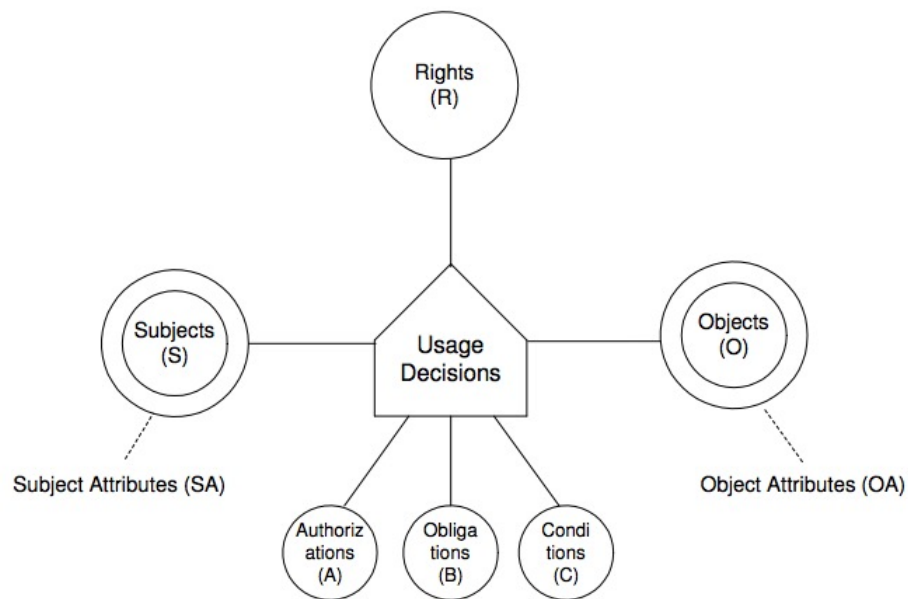 Rights
(R)
Subjects
(S)
Usage
Decisions
Objects
(O)
Subject Attributes (SA)
Object Attributes (OA)
Authoriz
ations
(A)
Obliga
tions
(B)
Condi
tions
(C)